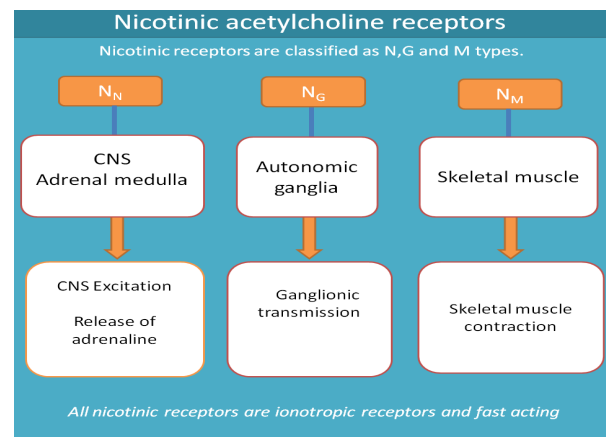 Nicotinic acetylcholine receptors
Nicotinic receptors are classified as N,G and M types.
NN
NG
NM
CNS
Adrenal medulla
Autonomic
ganglia
Skeletal muscle
CNS Excitation
Release of
adrenaline
Ganglionic
transmission
Skeletal muscle
contraction
All nicotinic receptors are ionotropic receptors and fast acting